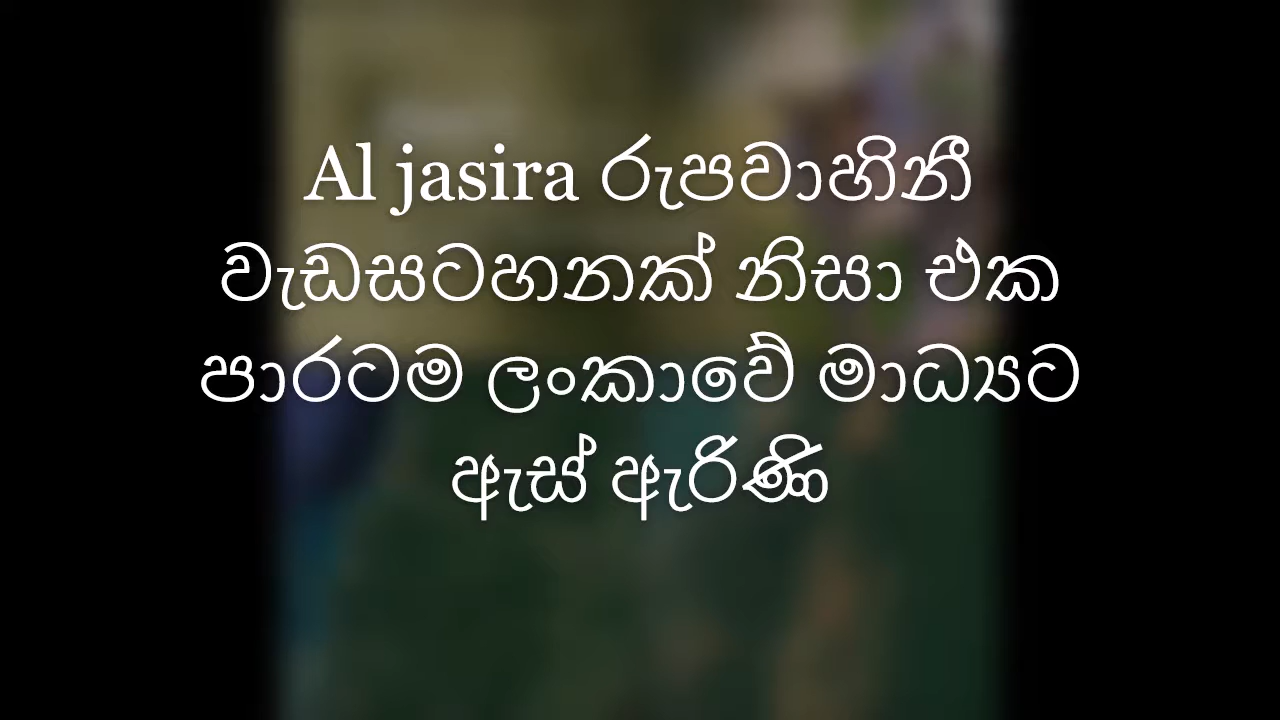 Al jasira රුපවාහිනී
වැඩසටහනක් නිසා එක
පාරටම ලංකාවේ මාධ්‍යට
ඇස් ඇරිණි